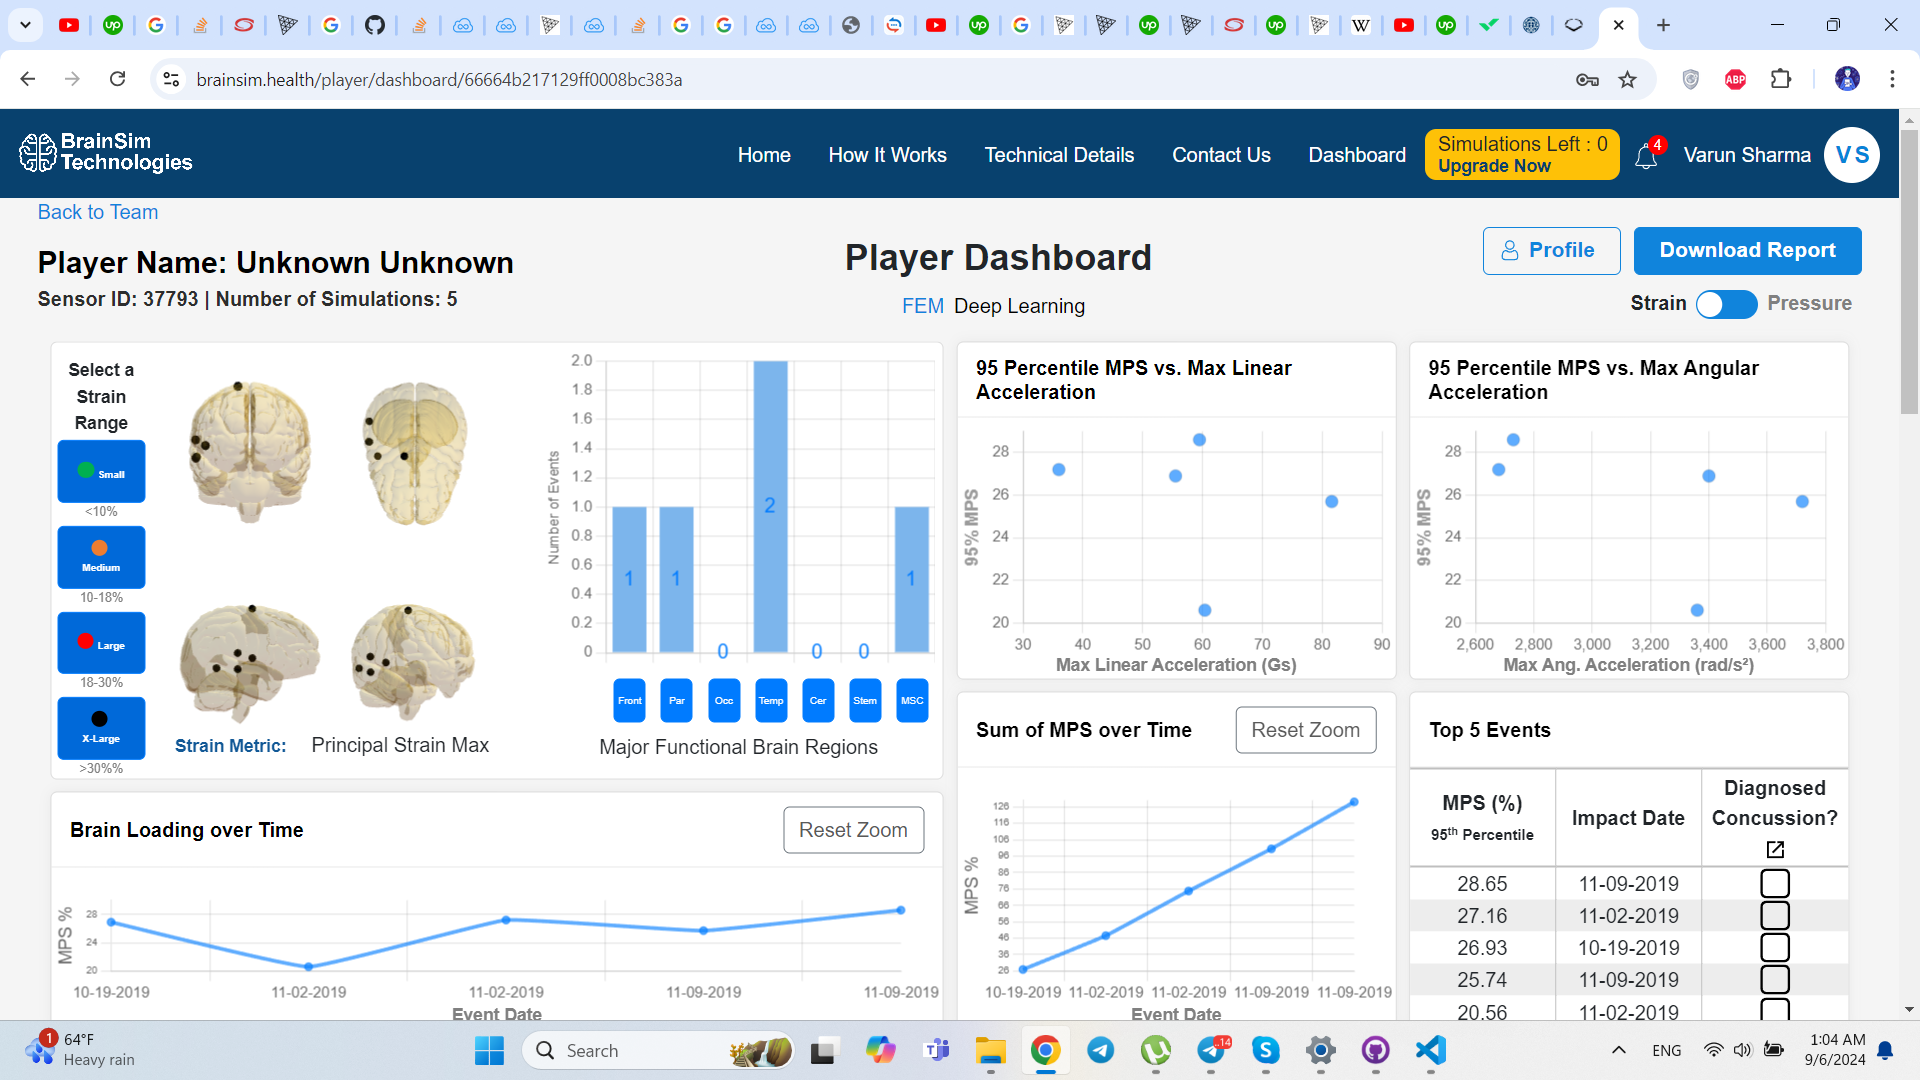 brainsim.health/player/dashboard/66664b217129ff0008bc383a
ABP
BrainSim
Technologies
Home
How It Works
Technical Details
Contact Us
Dashboard
Simulations Left : 0
Upgrade Now
4
Varun Sharma
VS
Back to Team
Player Name: Unknown Unknown
Sensor ID: 37793 | Number of Simulations: 5
Player Dashboard
FEM Deep Learning
Profile
Download Report
Strain
Pressure
Select a
Strain
Range
Small
<10%
Medium
10-18%
Large
18-30%
X-Large
>30%%
Strain Metric: Principal Strain Max
Number of Events
2.0
1.8
1.6
1.4
1.2
1.0
0.8
0.6
0.4
0.2
0
1
1
0
2
0
0
1
Front
Par
Occ
Temp
Cer
Stem
MSC
Major Functional Brain Regions
95 Percentile MPS vs. Max Linear
Acceleration
95% MPS
28
26
24
22
20
30 40 50 60 70 80 90
Max Linear Acceleration (Gs)
95 Percentile MPS vs. Max Angular
Acceleration
95% MPS
28
26
24
22
20
2,600 2,800 3,000 3,200 3,400 3,600 3,800
Max Ang. Acceleration (rad/s²)
Brain Loading over Time
Reset Zoom
MPS %
28
24
20
10-19-2019 11-02-2019 11-02-2019 11-09-2019 11-09-2019
Event Date
Sum of MPS over Time
Reset Zoom
MPS %
126
116
106
96
86
76
66
56
46
36
26
10-19-2019 11-02-2019 11-02-2019 11-09-2019 11-09-2019
Event Date
Top 5 Events
MPS (%)
95th Percentile
Impact Date
Diagnosed
Concussion?
28.65 11-09-2019
27.16 11-02-2019
26.93 10-19-2019
25.74 11-09-2019
20.56 11-02-2019
1
64°F
Heavy rain
Search
14
ENG
1:04 AM
9/6/2024